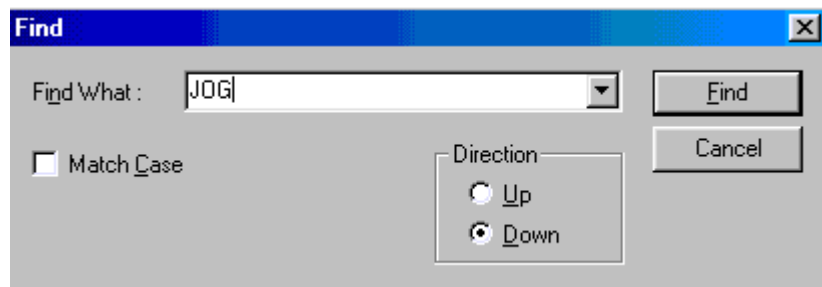 Find
Find What :
JOG
Find
Match Case
Direction
Cancel
Up
Down